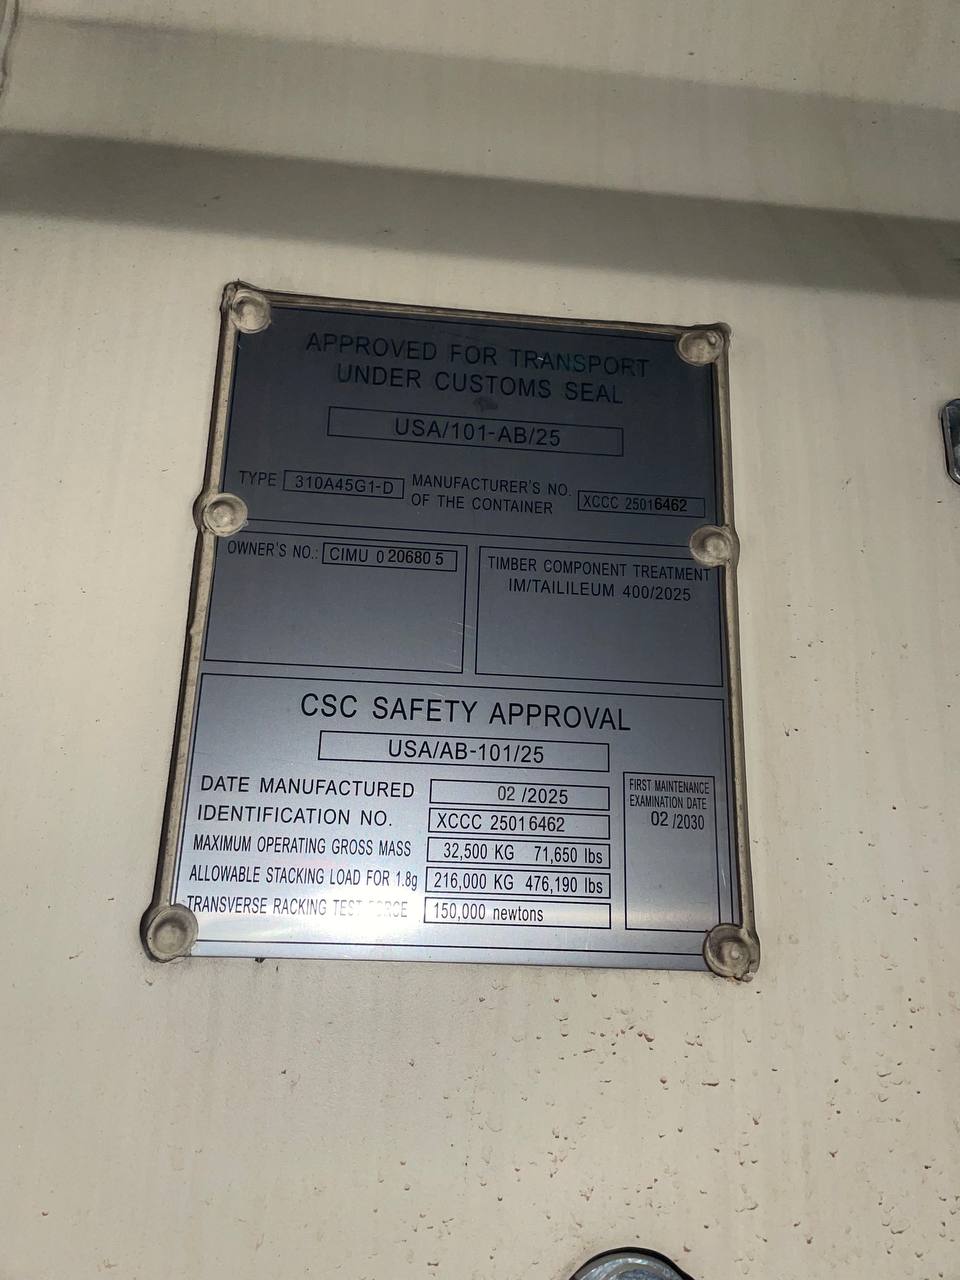 APPROVED FOR TRANSPORT
UNDER CUSTOMS SEAL
USA/101-AB/25
TYPE 310A45G1-D MANUFACTURER'S NO. OF THE CONTAINER XCCC 25016462
OWNER'S NO.: CIMU 0 20680 5
TIMBER COMPONENT TREATMENT
IM/TAILILEUM 400/2025
CSC SAFETY APPROVAL
USA/AB-101/25
DATE MANUFACTURED 02 /2025
IDENTIFICATION NO. XCCC 25016462
MAXIMUM OPERATING GROSS MASS 32,500 KG 71,650 lbs
ALLOWABLE STACKING LOAD FOR 1.8g 216,000 KG 476,190 lbs
TRANSVERSE RACKING TEST FORCE 150,000 newtons
FIRST MAINTENANCE
EXAMINATION DATE
02 /2030